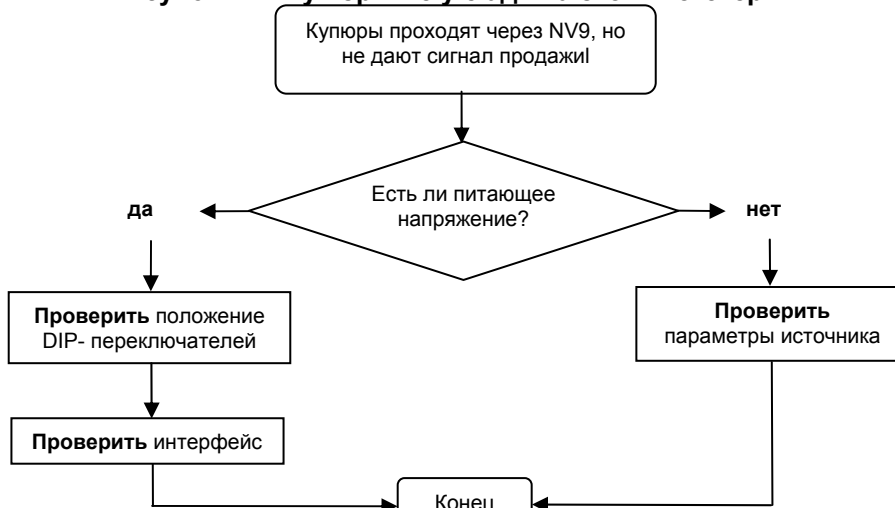 Купюры проходят через NV9, но
не дают сигнал продажиl
Есть ли питающее
напряжение?
да
нет
Проверить положение
DIP- переключателей
Проверить
параметры источника
Проверить интерфейс
Конец